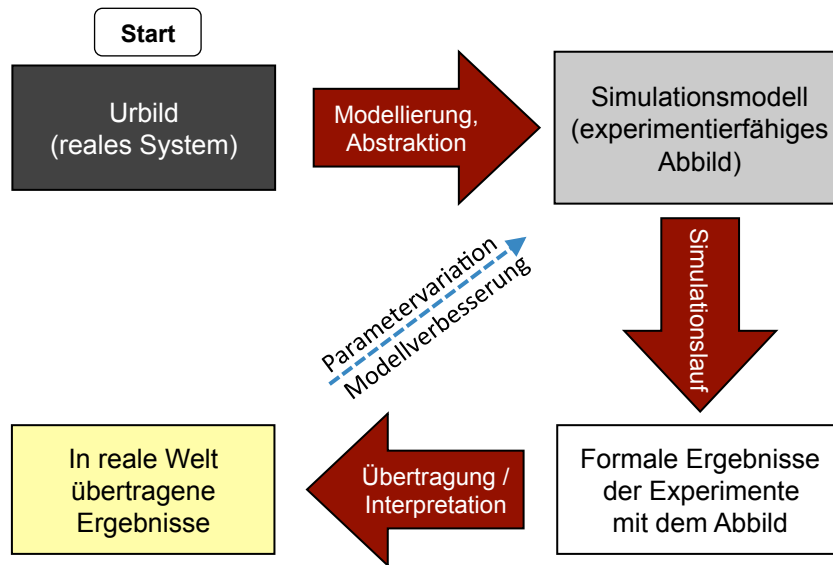 Start
Urbild
(reales System)
Modellierung,
Abstraktion
Simulationsmodell
(experimentierfähiges
Abbild)
Simulationslauf
Parametervariation
Modellverbesserung
In reale Welt
übertragene
Ergebnisse
Übertragung /
Interpretation
Formale Ergebnisse
der Experimente
mit dem Abbild